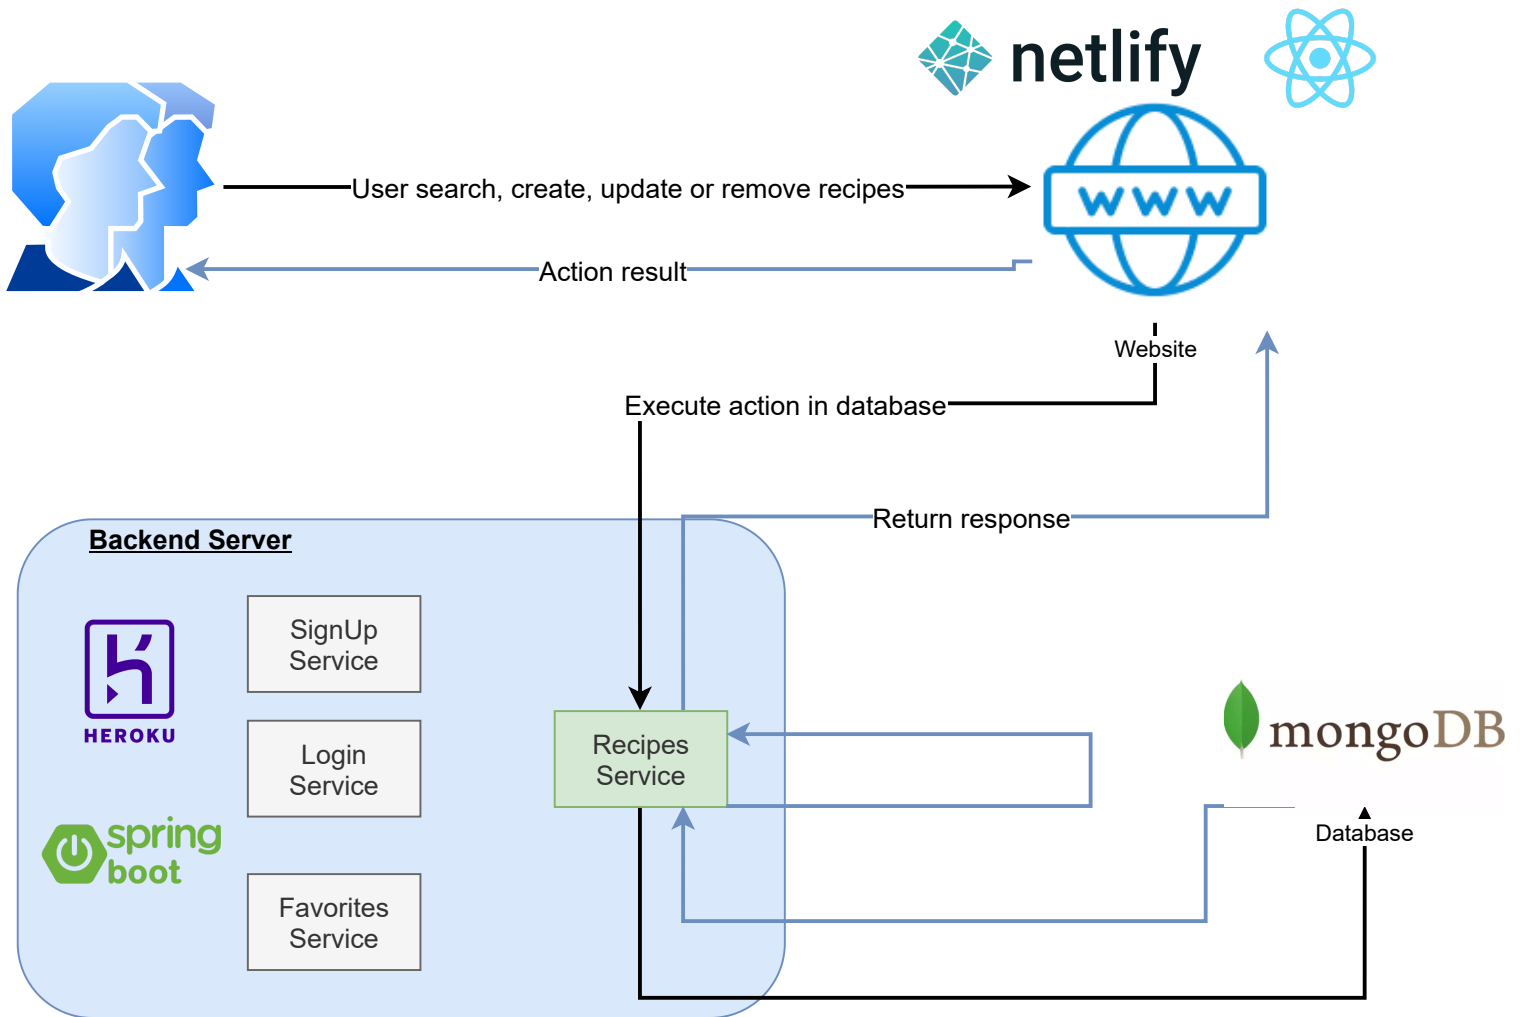 netlify
WWW
User search, create, update or remove recipes
Action result
Website
Execute action in database
Return response
Backend Server
SignUp
Service
HEROKU
Login
Service
Recipes
Service
mongoDB
spring
boot
Database
Favorites
Service